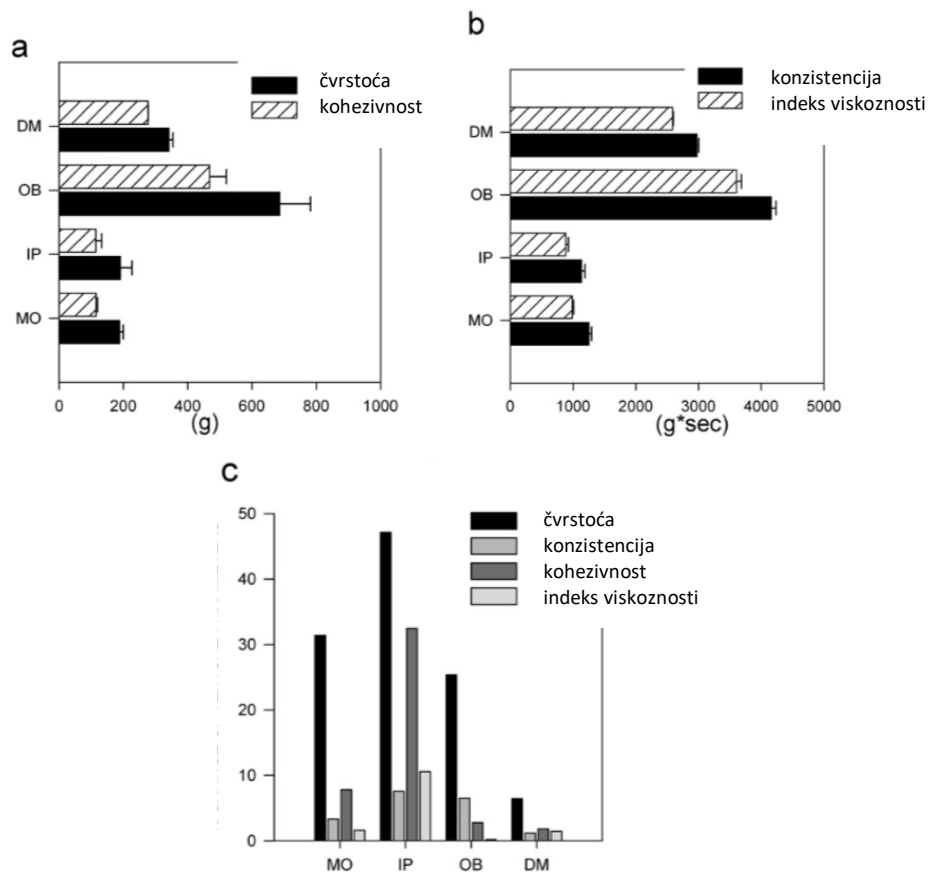 a
čvrstoća
kohezivnost
DM
OB
IP
MO
0 200 400 600 800 1000
(g)
b
konzistencija
indeks viskoznosti
DM
OB
IP
MO
0 1000 2000 3000 4000 5000
(g*sec)
c
50
40
30
20
10
0
čvrstoća
konzistencija
kohezivnost
indeks viskoznosti
MO IP OB DM